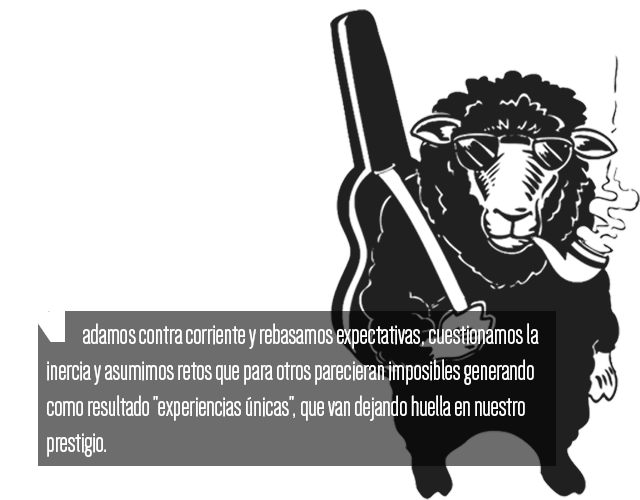 Nadamos contra corriente y rebasamos expectativas, cuestionamos la
inercia y asumimos retos que para otros parecieran imposibles generando
como resultado "experiencias únicas", que van dejando huella en nuestro
prestigio.